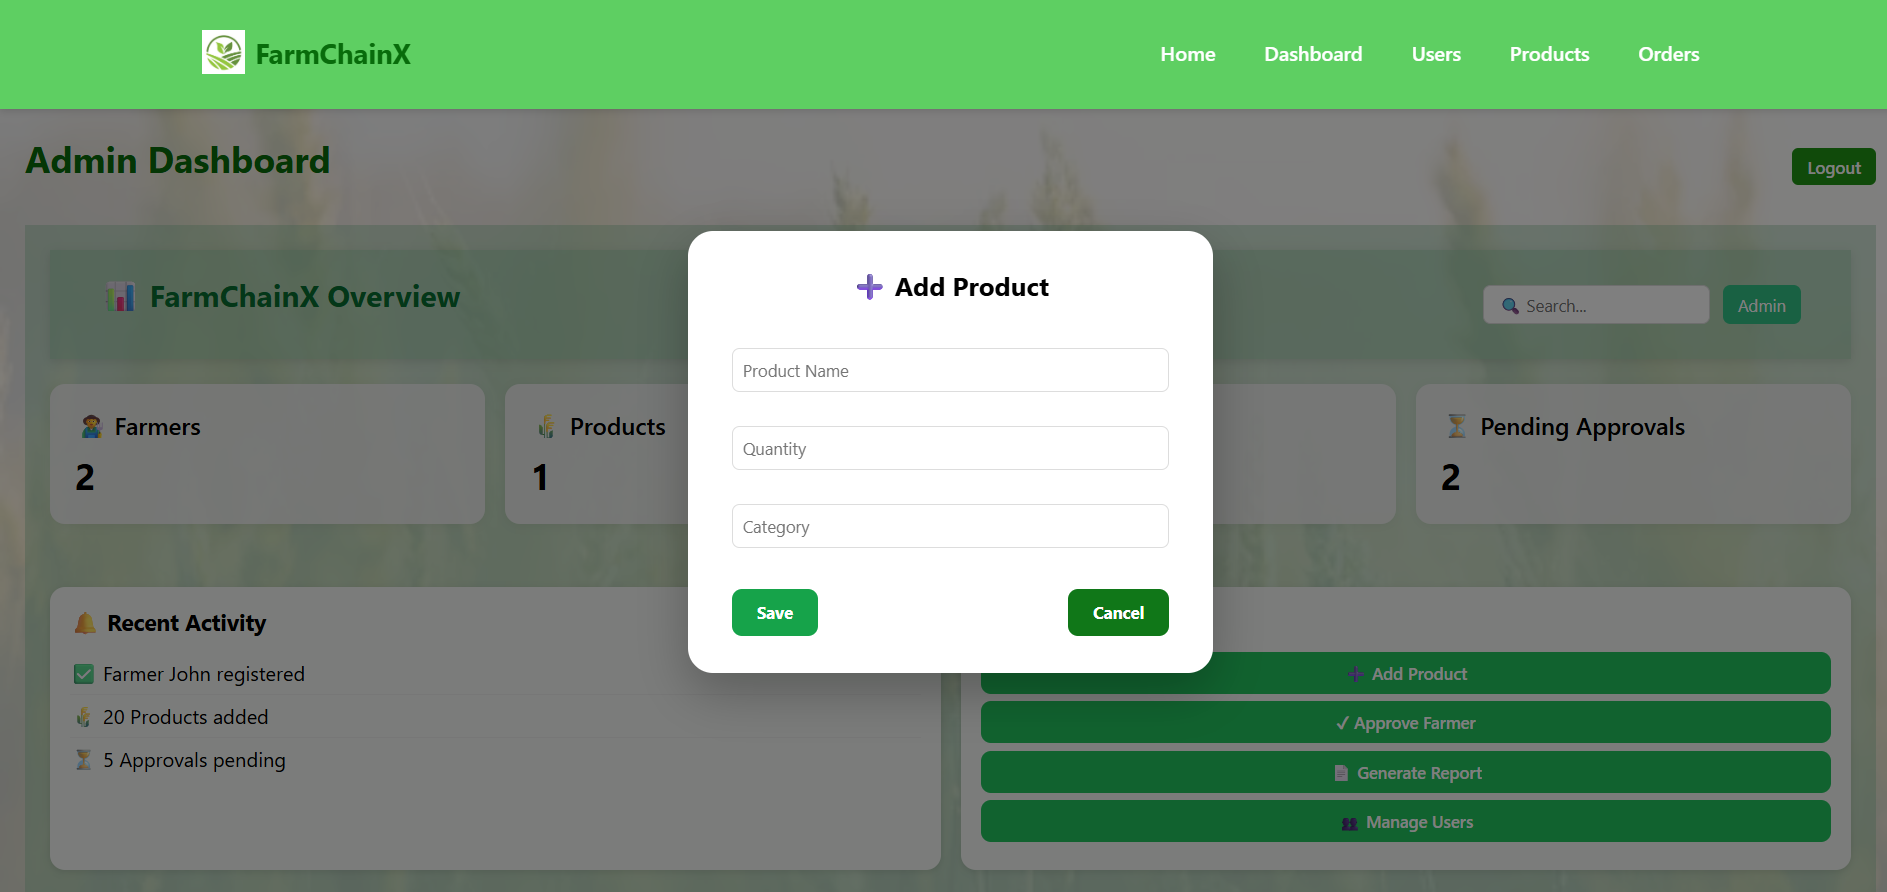 FarmChainX
Home Dashboard Users Products Orders
Admin Dashboard
Logout
FarmChainX Overview
Search...
Admin
Farmers
2
Products
1
Pending Approvals
2
Add Product
Product Name
Quantity
Category
Save Cancel
Recent Activity
Farmer John registered
20 Products added
5 Approvals pending
Add Product
✓ Approve Farmer
Generate Report
Manage Users